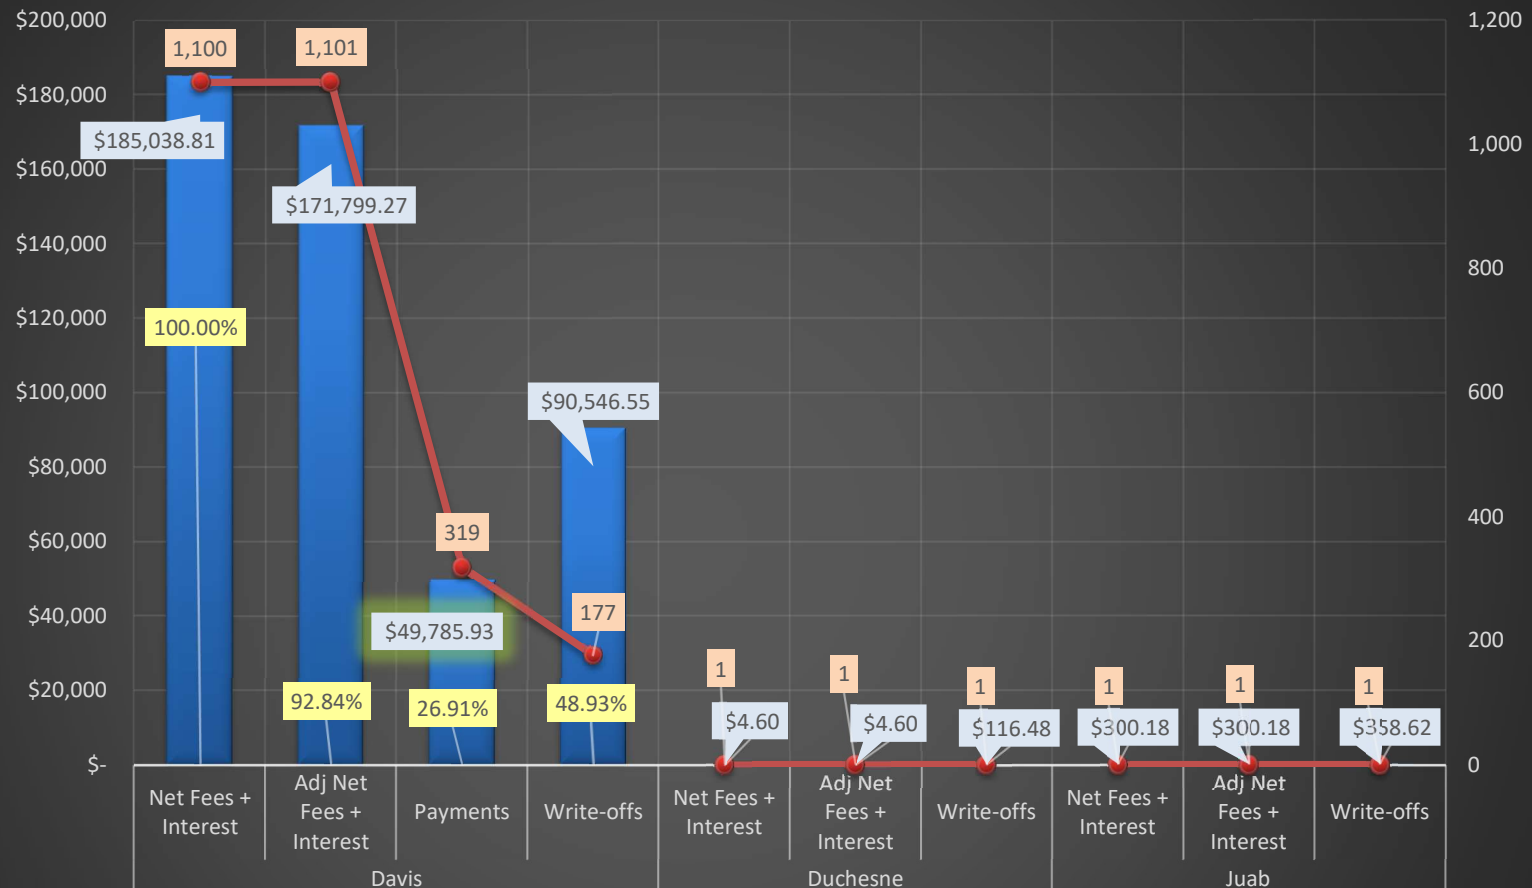 $200,000
$180,000
$160,000
$140,000
$120,000
$100,000
$80,000
$60,000
$40,000
$20,000
$-
1,200
1,000
800
600
400
200
0
1,100
1,101
319
177
1
1
1
1
1
1
$185,038.81
$171,799.27
$49,785.93
$90,546.55
$4.60
$4.60
$116.48
$300.18
$300.18
$358.62
100.00%
92.84%
26.91%
48.93%
Net Fees +
Interest
Adj Net
Fees +
Interest
Payments
Write-offs
Net Fees +
Interest
Adj Net
Fees +
Interest
Write-offs
Net Fees +
Interest
Adj Net
Fees +
Interest
Write-offs
Davis
Duchesne
Juab